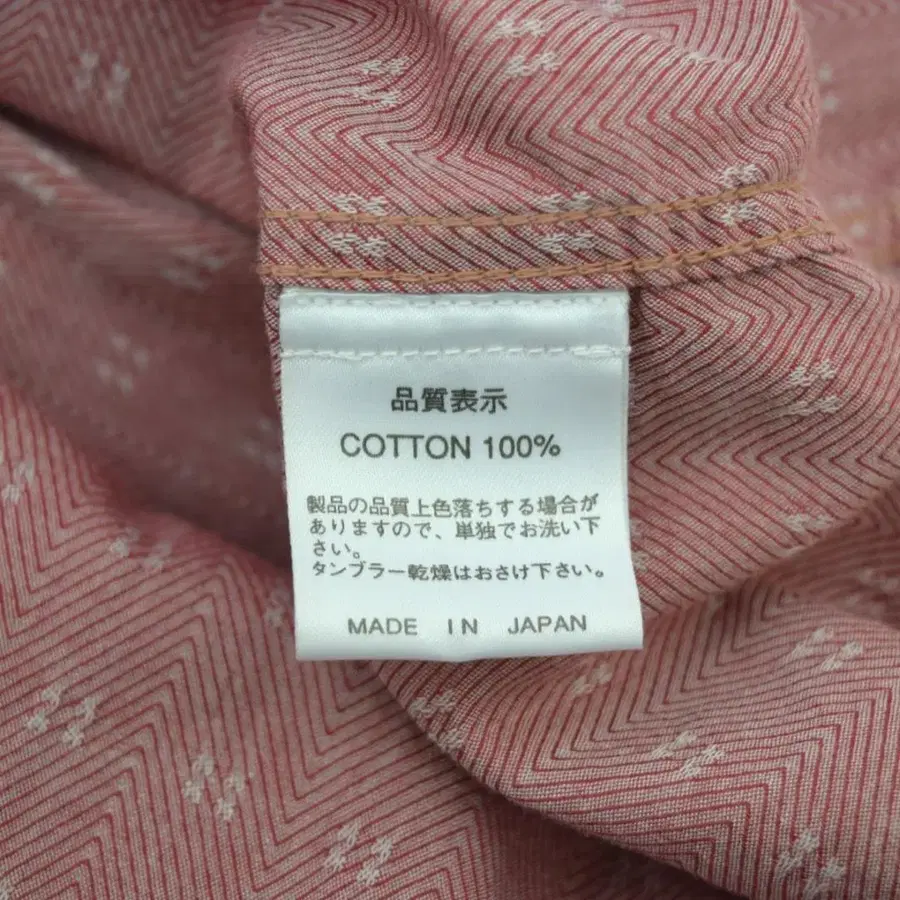 品質表示
COTTON 100%
製品の品質上色落ちする場合が
ありますので、単独でお洗い下
さい。
タンブラー乾燥はおさけ下さい。
MADE IN JAPAN